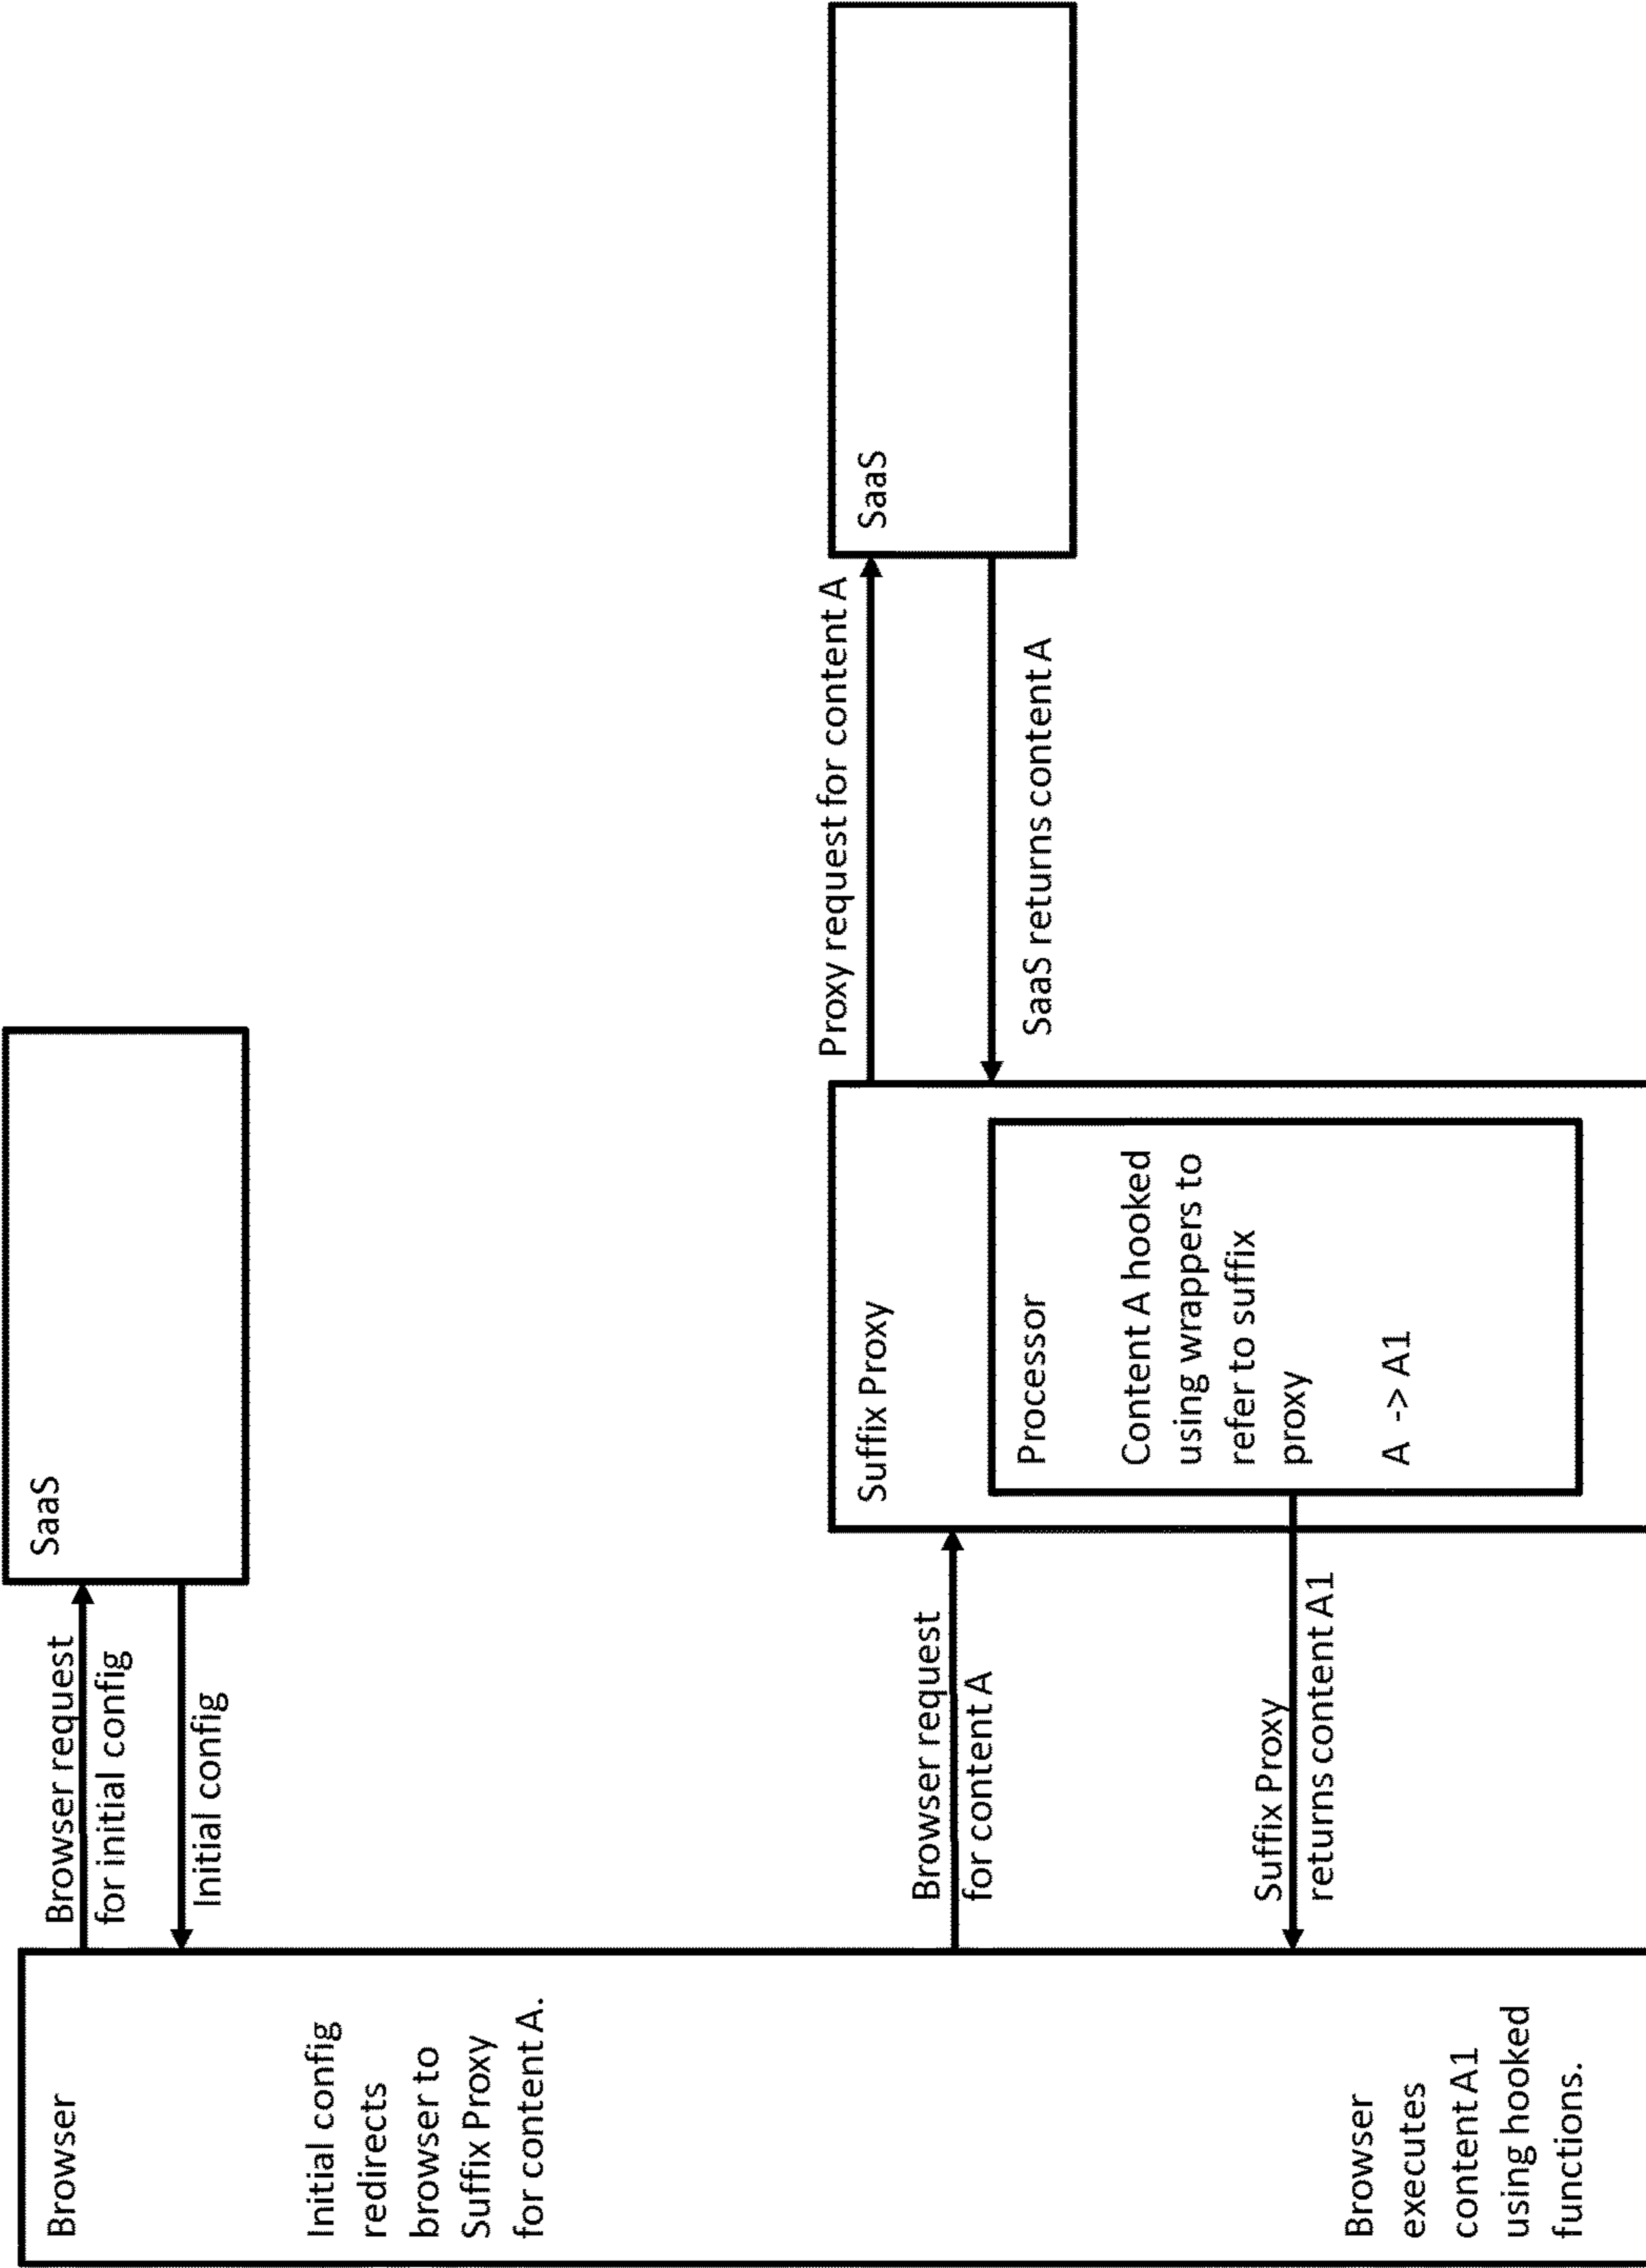 Browser
Initial config
redirects
browser to
Suffix Proxy
for content A.
Browser
executes
content A1
using hooked
functions.
Browser request
for initial config
Initial config
SaaS
Browser request
for content A
Suffix Proxy
returns content A1
Suffix Proxy
Processor
Content A hooked
using wrappers to
refer to suffix
proxy
A -> A1
Proxy request for content A
SaaS returns content A
SaaS